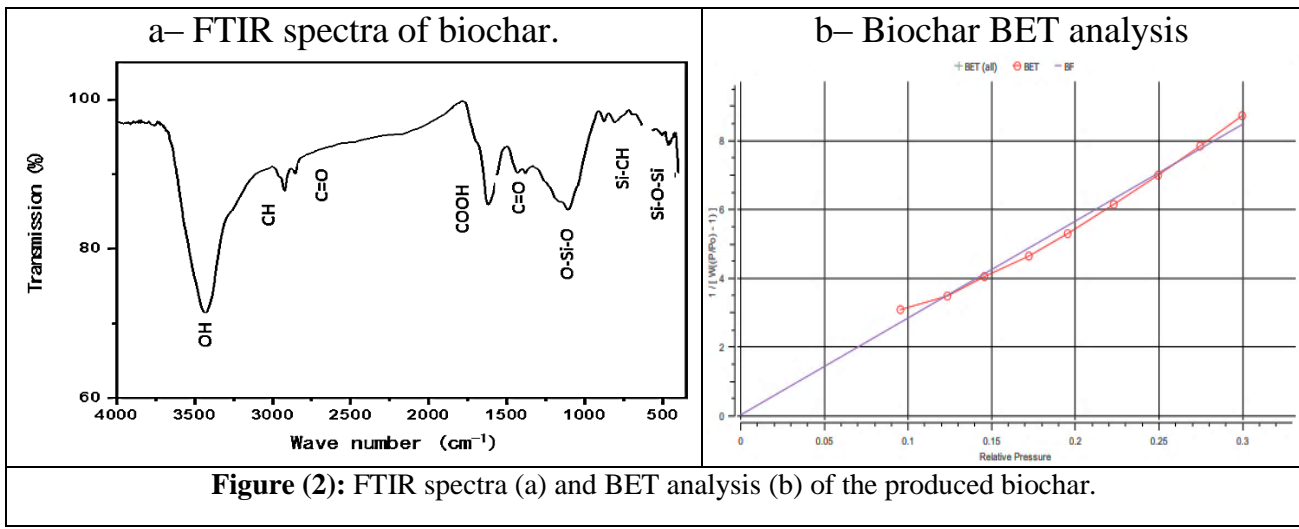 a– FTIR spectra of biochar.
100
80
60
Transmission (%)
OH
CH
C=O
COOH
C=O
O-Si-O
Si-CH
Si-O-Si
4000 3500 3000 2500 2000 1500 1000 500
Wave number (cm⁻¹)
b– Biochar BET analysis
BET (all) BET BF
8
6
4
2
0
1 / [ W((P/Po) - 1) ]
0 0.05 0.1 0.15 0.2 0.25 0.3
Relative Pressure
Figure (2): FTIR spectra (a) and BET analysis (b) of the produced biochar.